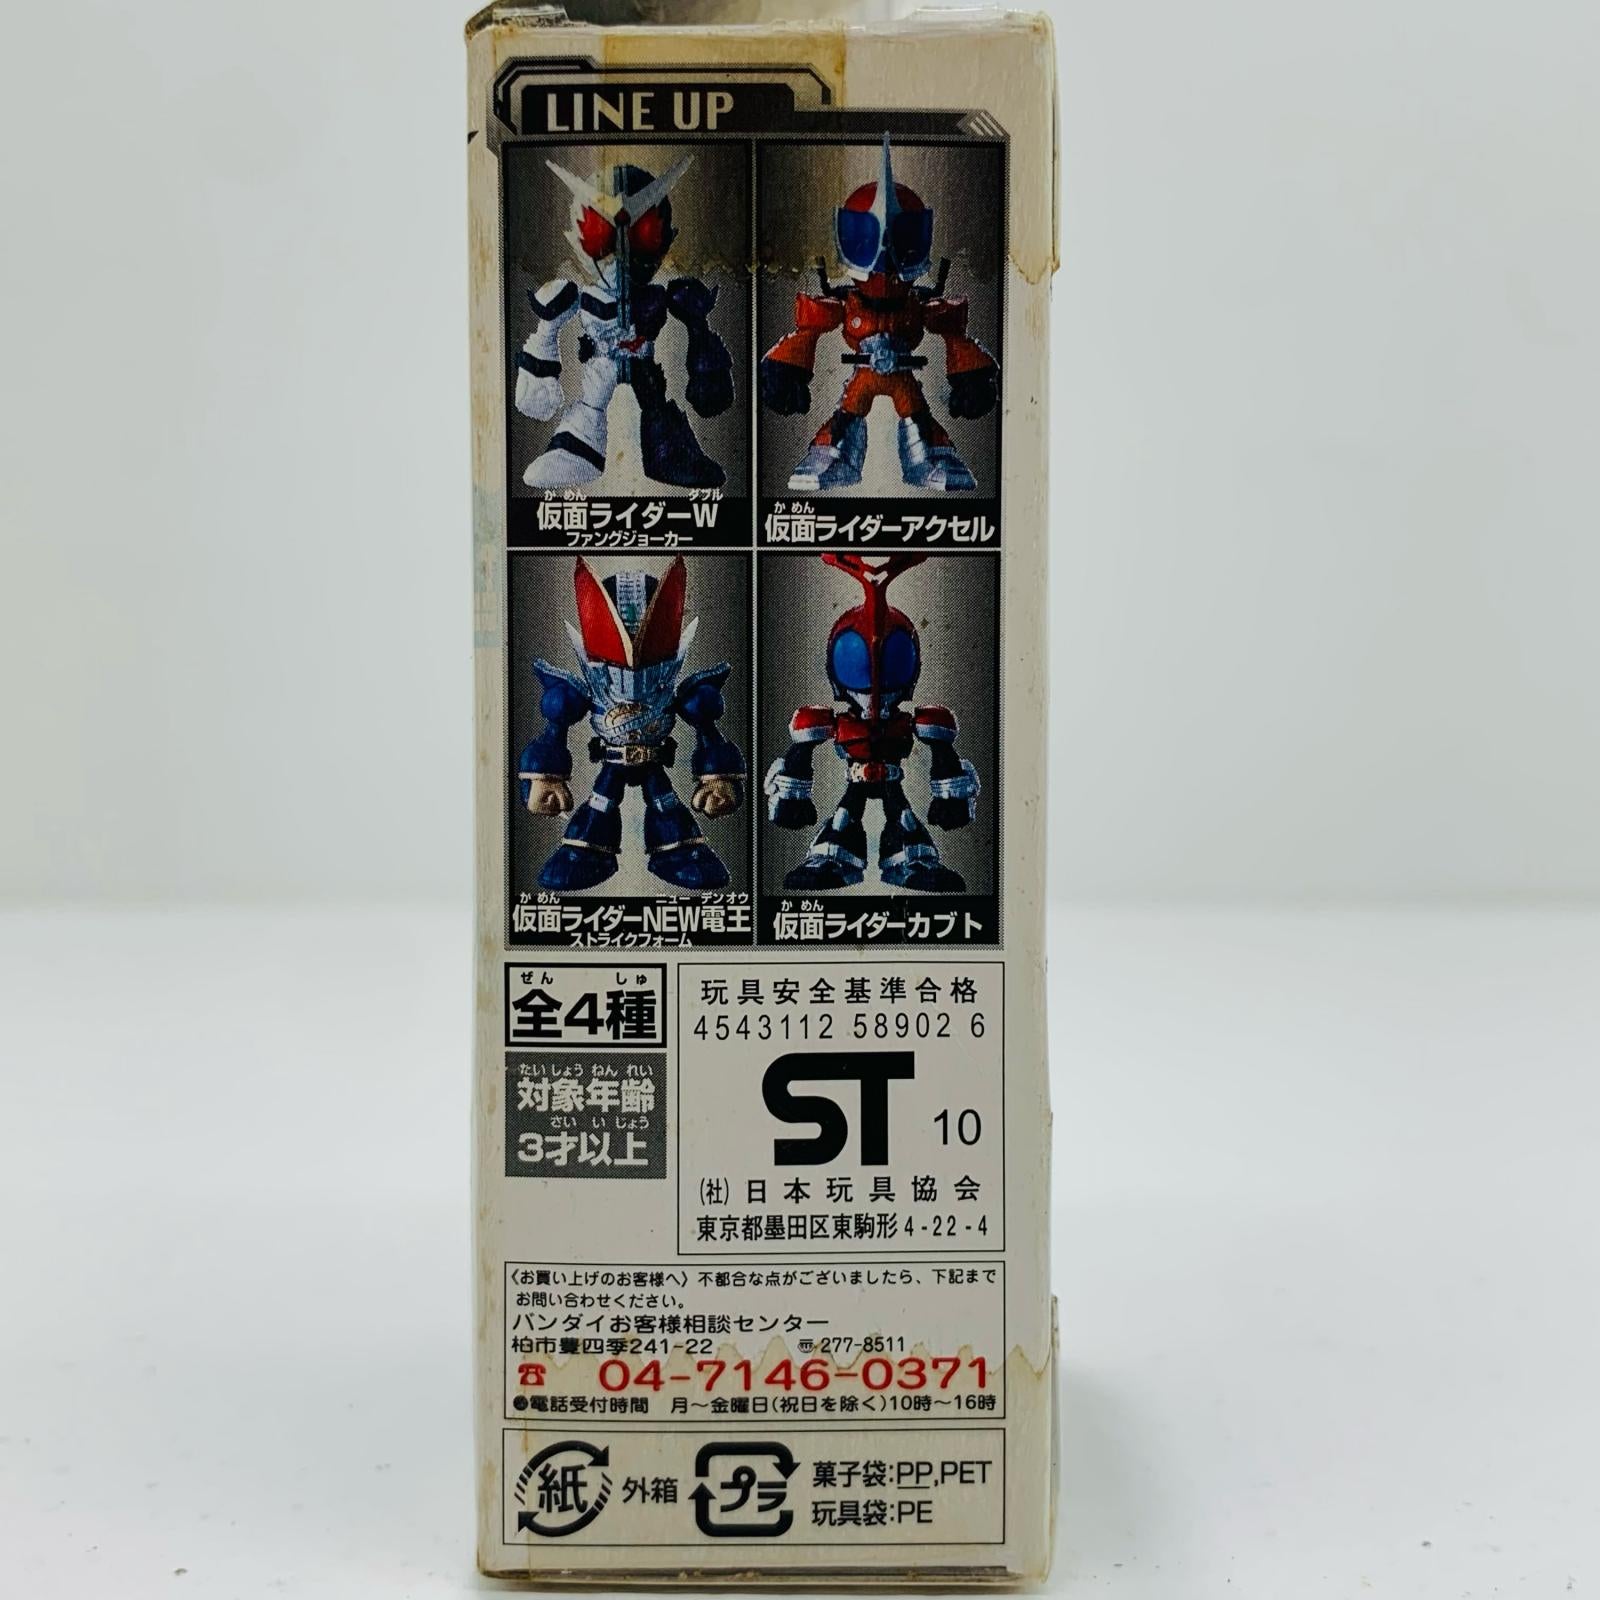 LINE UP
かめん ダブル
仮面ライダーW
ファングジョーカー
かめん
仮面ライダーアクセル
かめん ニュー デンオウ
仮面ライダーNEW電王
ストライクフォーム
かめん
仮面ライダーカブト
ぜん しゅ
全4種
たいしょう ねん れい
対象年齢
さい い じょう
3才以上
玩具安全基準合格
4543112 58902 6
ST 10
(社)日本玩具協会
東京都墨田区東駒形4-22-4
〈お買い上げのお客様へ〉不都合な点がございましたら、下記まで
お問い合わせください。
バンダイお客様相談センター
柏市豊四季241-22 〠277-8511
☎ 04-7146-0371
●電話受付時間 月〜金曜日(祝日を除く)10時〜16時
紙 外箱
プラ
菓子袋:PP,PET
玩具袋:PE